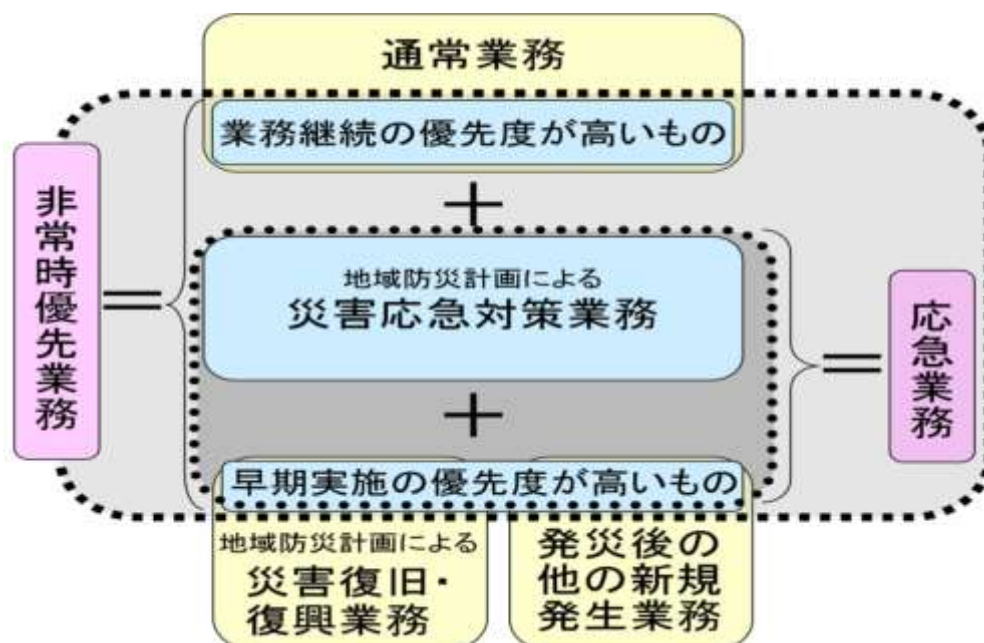 通常業務
業務継続の優先度が高いもの
＋
非常時優先業務
＝
地域防災計画による
災害応急対策業務
＝
応急業務
＋
早期実施の優先度が高いもの
地域防災計画による
災害復旧・
復興業務
発災後の
他の新規
発生業務